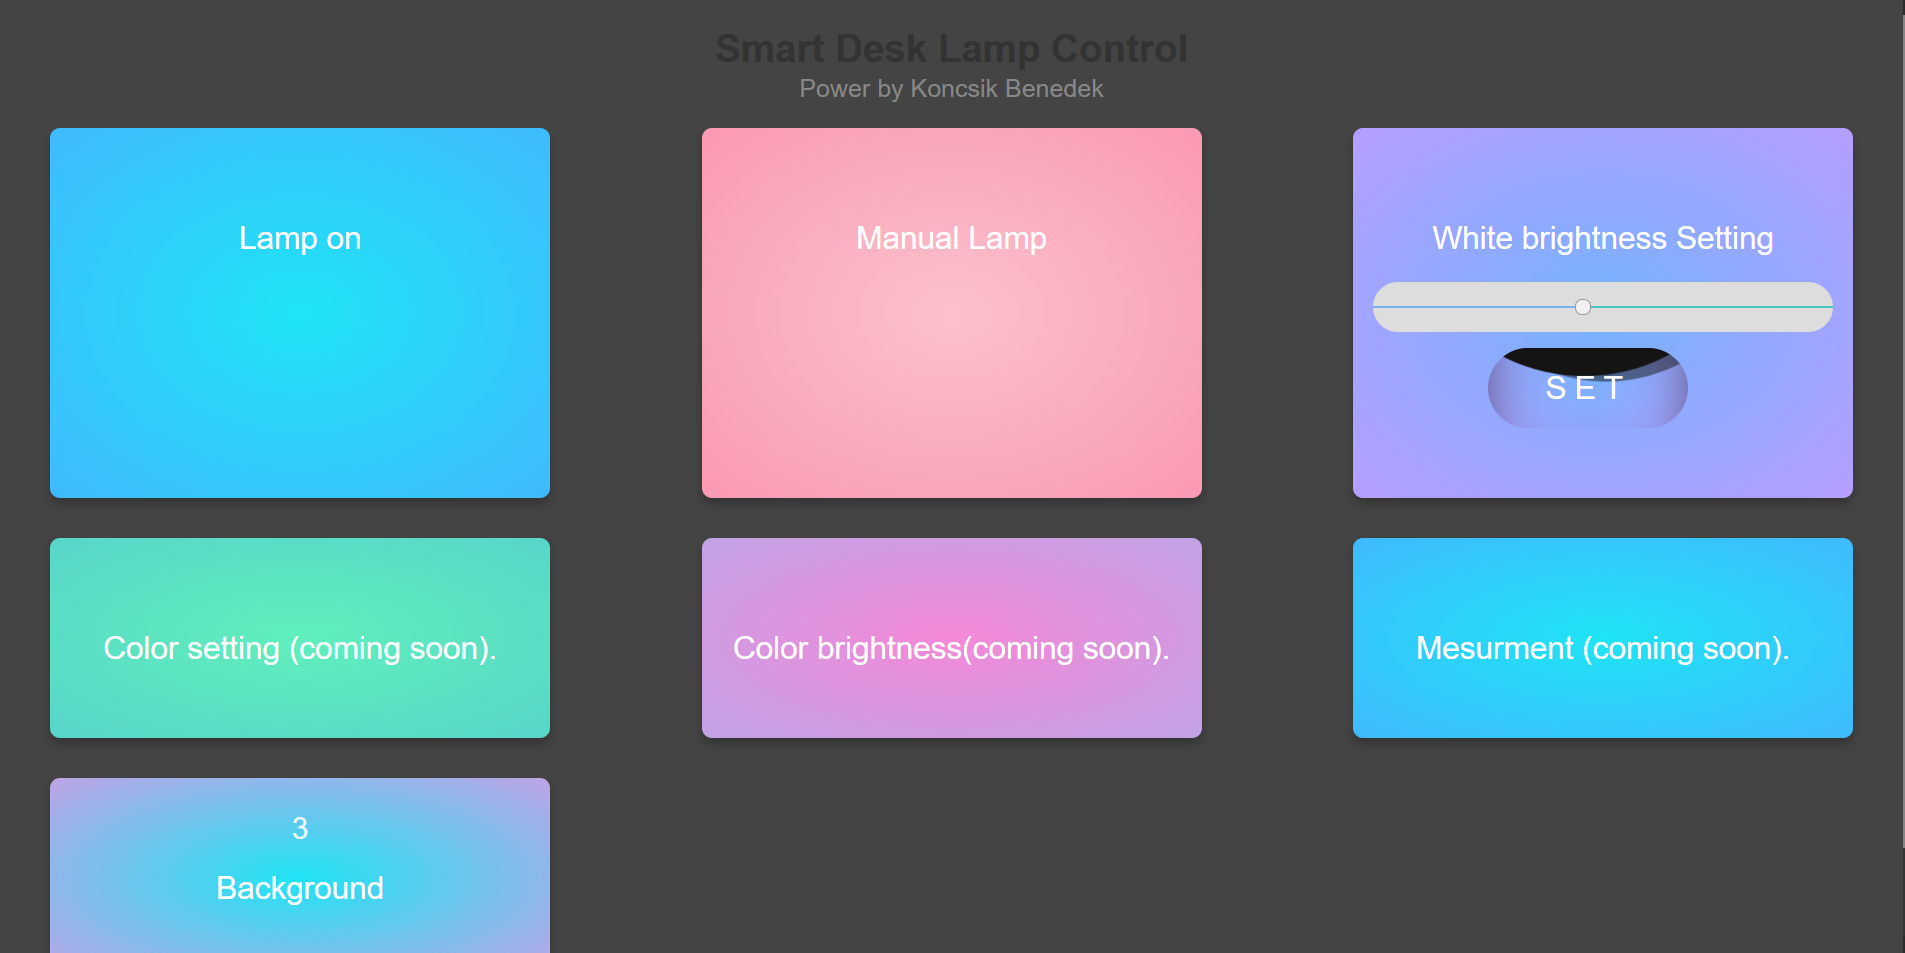 Smart Desk Lamp Control
Power by Koncsik Benedek
Lamp on
Manual Lamp
White brightness Setting
SET
Color setting (coming soon).
Color brightness(coming soon).
Mesurment (coming soon).
3
Background